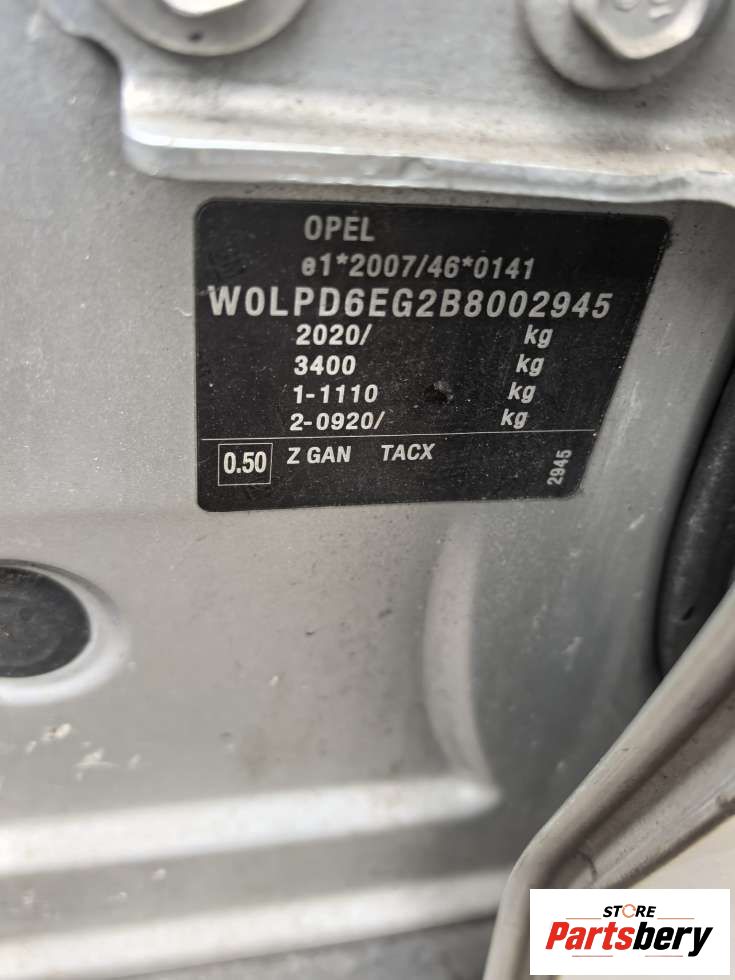 OPEL
e1*2007/46*0141
W0LPD6EG2B8002945
2020/ kg
3400 kg
1-1110 kg
2-0920/ kg
0.50 Z GAN TACX
2945
STORE
Partsbery